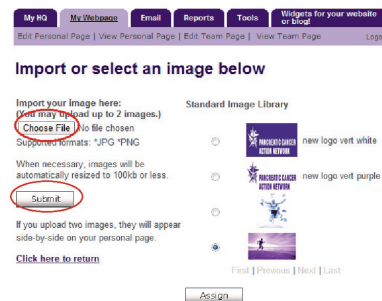 My HQ
My Webpage
Email
Reports
Tools
Widgets for your website or blog!
Edit Personal Page | View Personal Page | Edit Team Page | View Team Page
Import or select an image below
Import your image here:
(You may upload up to 2 images.)
Choose File No file chosen
Supported formats: *JPG *PNG
When necessary, images will be
automatically resized to 100kb or less.
Submit
If you upload two images, they will appear
side-by-side on your personal page.
Click here to return
Standard Image Library
PANCREATIC CANCER
ACTION NETWORK
new logo vert white
PANCREATIC CANCER
ACTION NETWORK
new logo vert purple
First | Previous | Next | Last
Assign